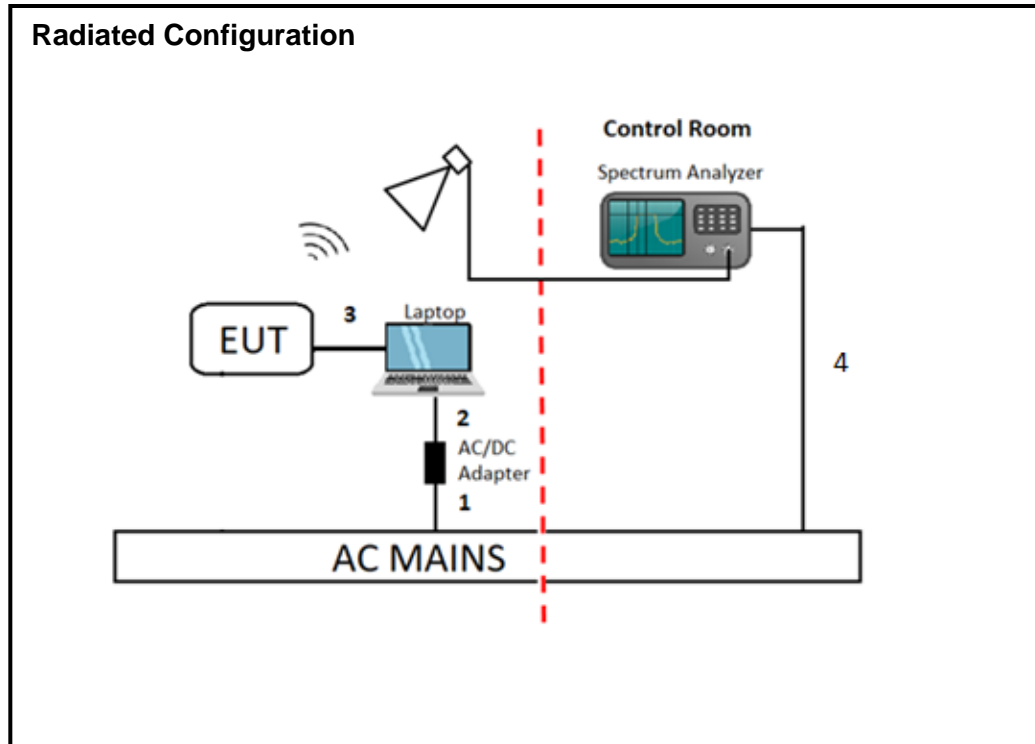 Radiated Configuration
Control Room
Spectrum Analyzer
3
Laptop
EUT
4
2
AC/DC
Adapter
1
AC MAINS